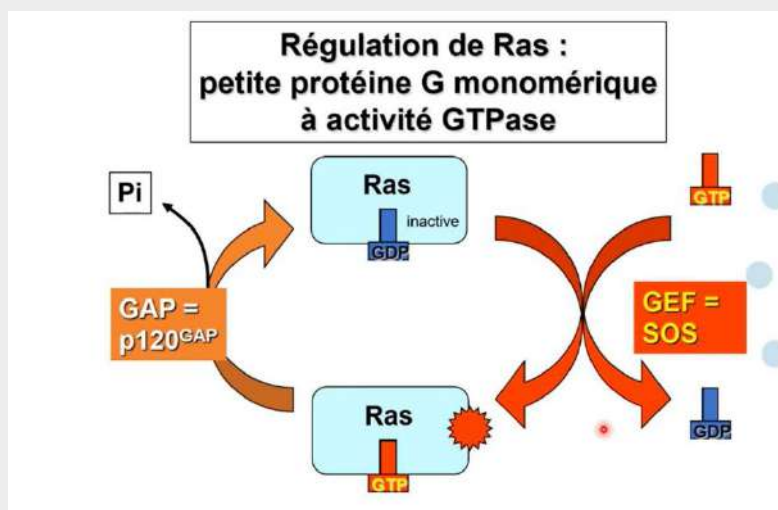 Régulation de Ras :
petite protéine G monomérique
à activité GTPase
Pi
Ras
inactive
GDP
GTP
GAP =
p120GAP
GEF =
SOS
Ras
GTP
GDP